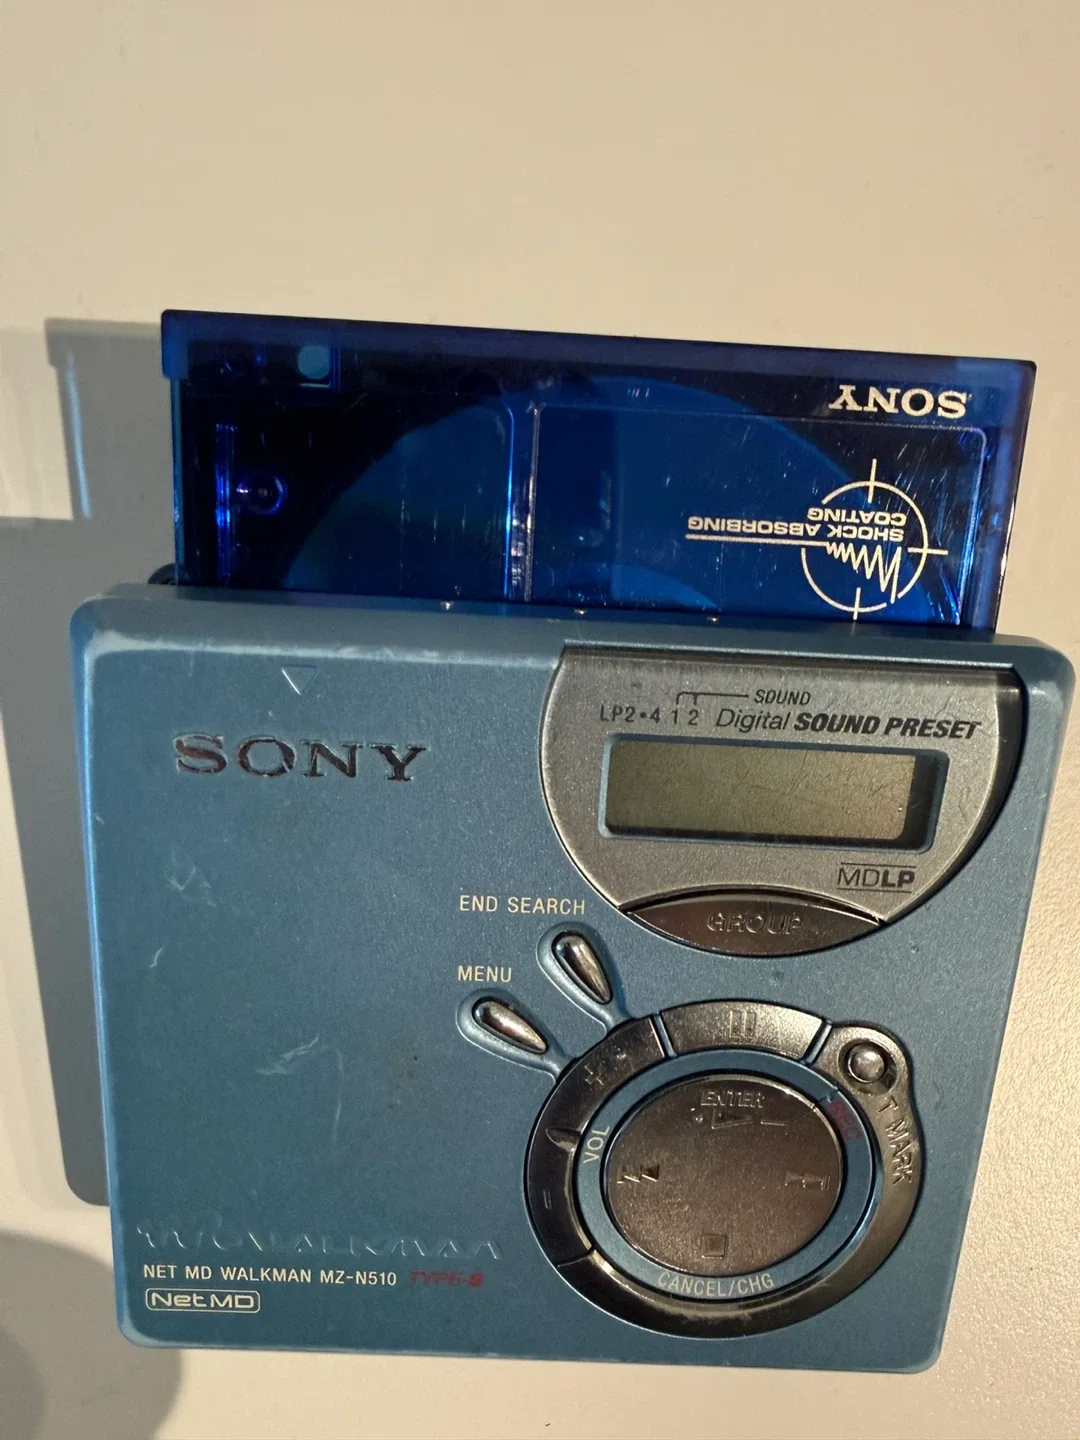 SONY
SHOCK ABSORBING
COATING
SOUND
LP2•4 1 2 Digital SOUND PRESET
SONY
MDLP
GROUP
END SEARCH
MENU
ENTER
REC
T MARK
VOL
+
-
CANCEL/CHG
WALKMAN
NET MD WALKMAN MZ-N510 TYPE-S
NetMD